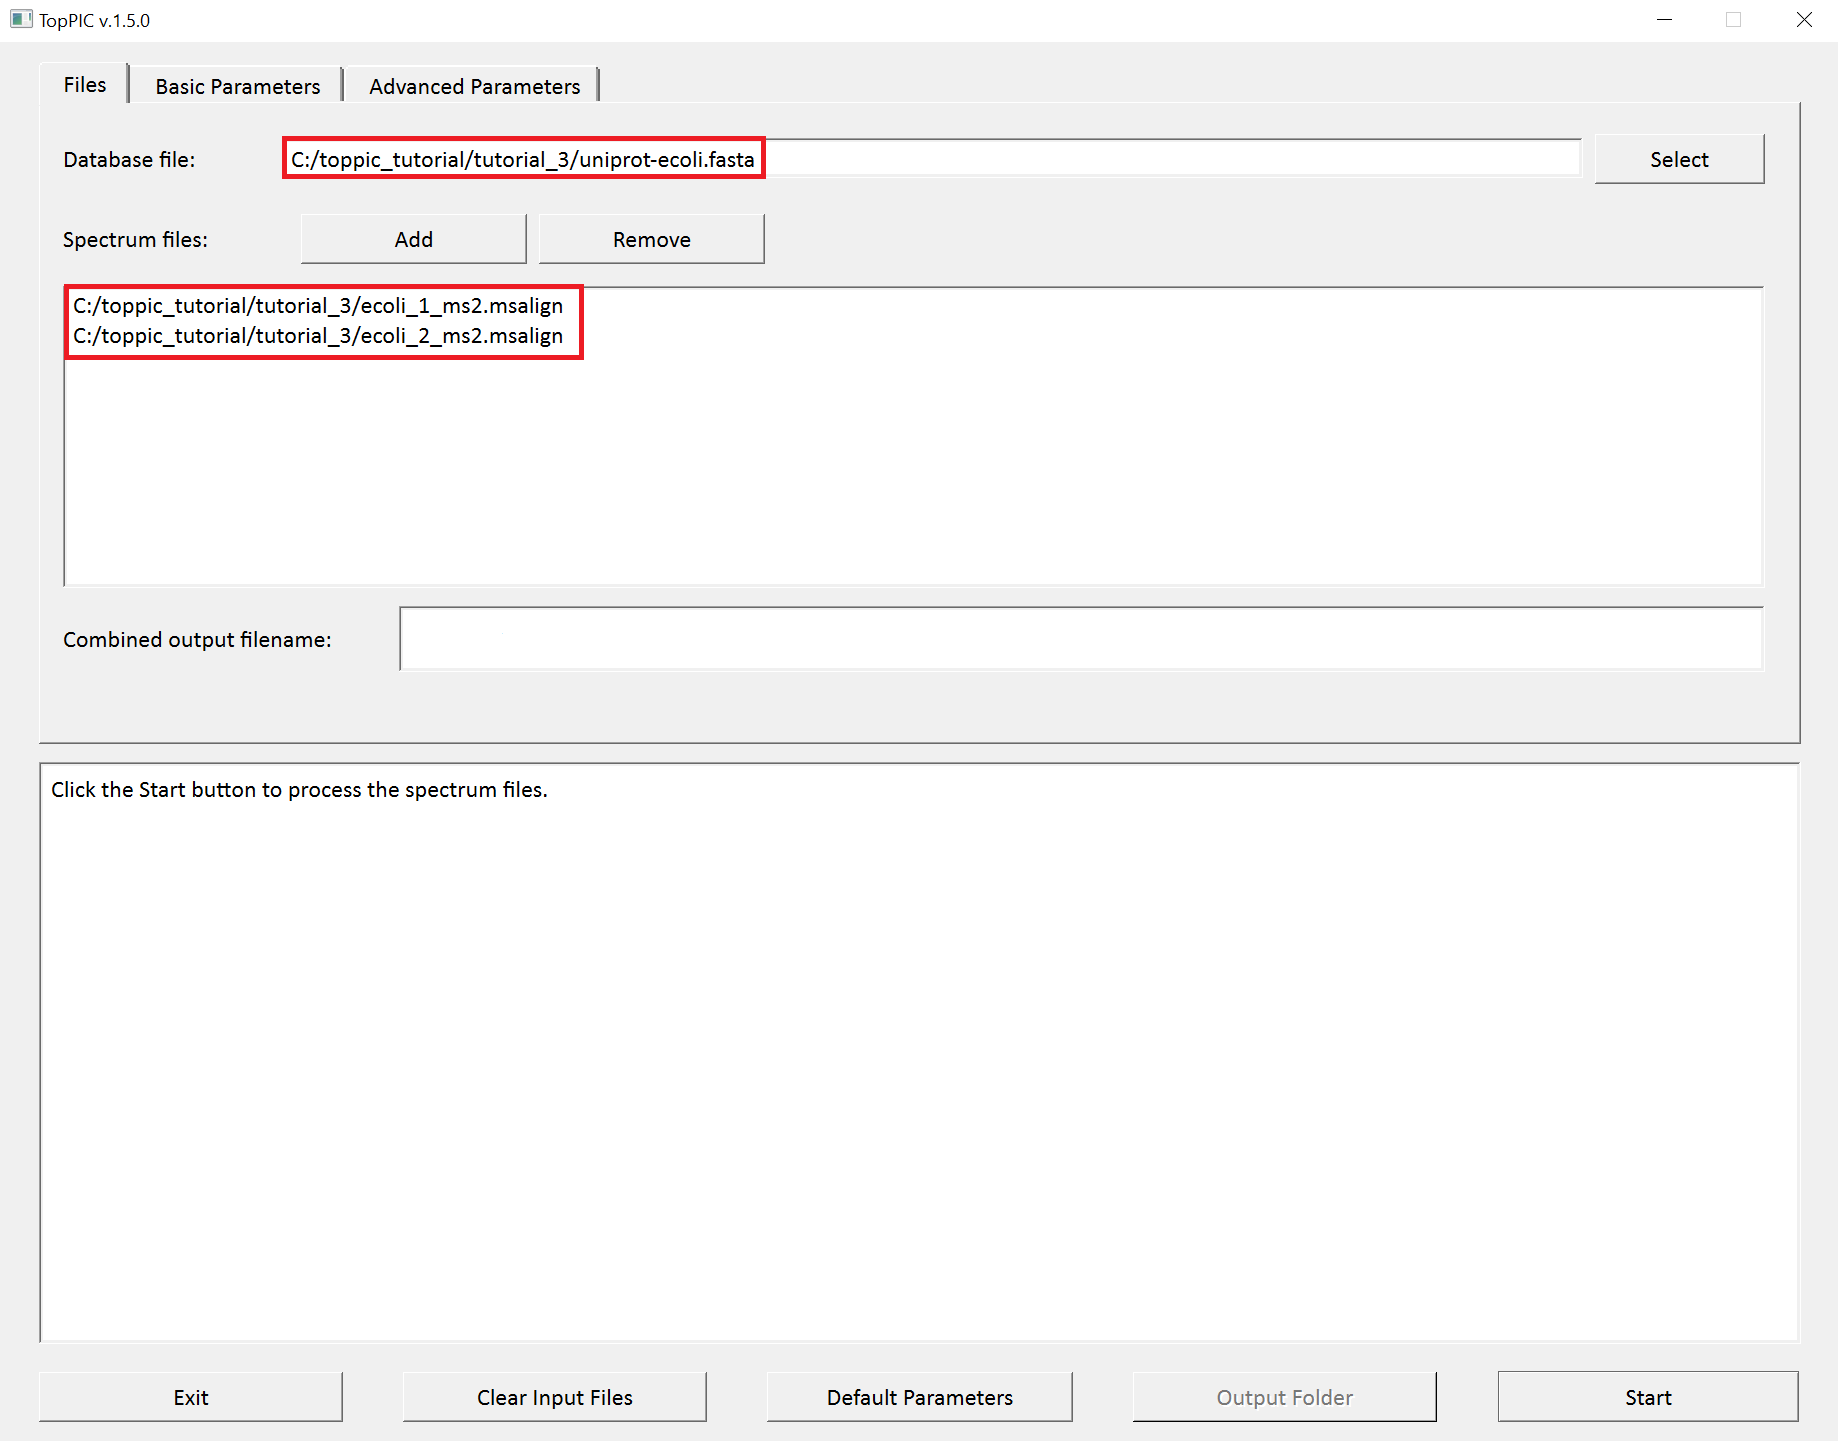 TopPIC v.1.5.0
Files Basic Parameters Advanced Parameters
Database file: C:/toppic_tutorial/tutorial_3/uniprot-ecoli.fasta Select
Spectrum files: Add Remove
C:/toppic_tutorial/tutorial_3/ecoli_1_ms2.msalign
C:/toppic_tutorial/tutorial_3/ecoli_2_ms2.msalign
Combined output filename:
Click the Start button to process the spectrum files.
Exit Clear Input Files Default Parameters Output Folder Start